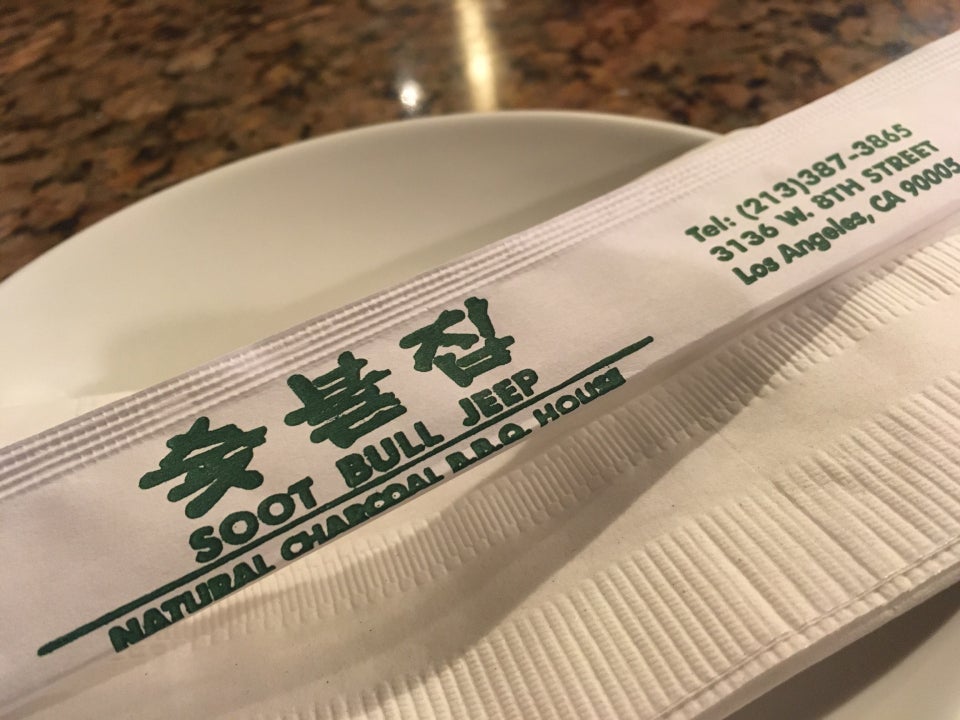 숯불집
SOOT BULL JEEP
NATURAL CHARCOAL B.B.Q. HOUSE
Tel: (213)387-3865
3136 W. 8TH STREET
Los Angeles, CA 90005